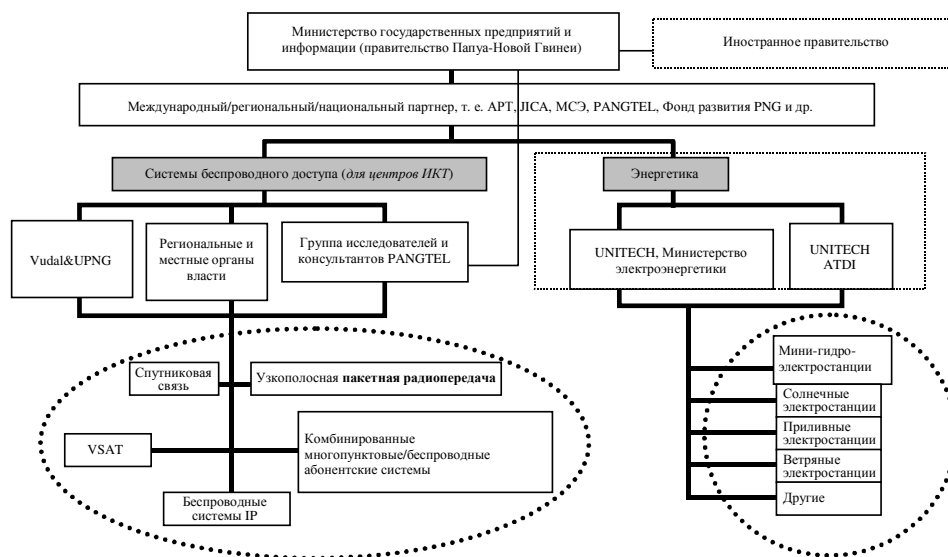 Министерство государственных предприятий и
информации (правительство Папуа-Новой Гвинеи)
Иностранное правительство
Международный/региональный/национальный партнер, т. е. APT, JICA, МСЭ, PANGTEL, Фонд развития PNG и др.
Системы беспроводного доступа (для центров ИКТ)
Энергетика
Vudal&UPNG
Региональные и
местные органы
власти
Группа исследователей и
консультантов PANGTEL
UNITECH, Министерство
электроэнергетики
UNITECH
ATDI
Спутниковая
связь
Узкополосная пакетная радиопередача
VSAT
Комбинированные
многопунктовые/беспроводные
абонентские системы
Беспроводные
системы IP
Мини-гидро-
электростанции
Солнечные
электростанции
Приливные
электростанции
Ветряные
электростанции
Другие